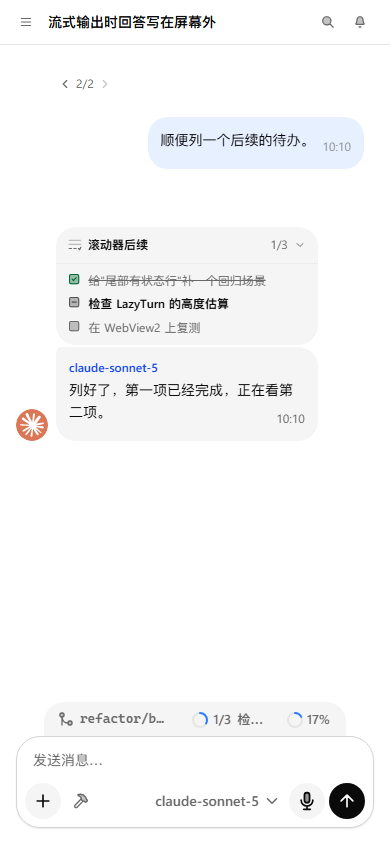 流式输出时回答写在屏幕外
2/2
顺便列一个后续的待办。 10:10
滚动器后续 1/3
给“尾部有状态行”补一个回归场景
检查 LazyTurn 的高度估算
在 WebView2 上复测
claude-sonnet-5
列好了，第一项已经完成，正在看第
二项。 10:10
refactor/b… 1/3 检… 17%
发送消息…
claude-sonnet-5